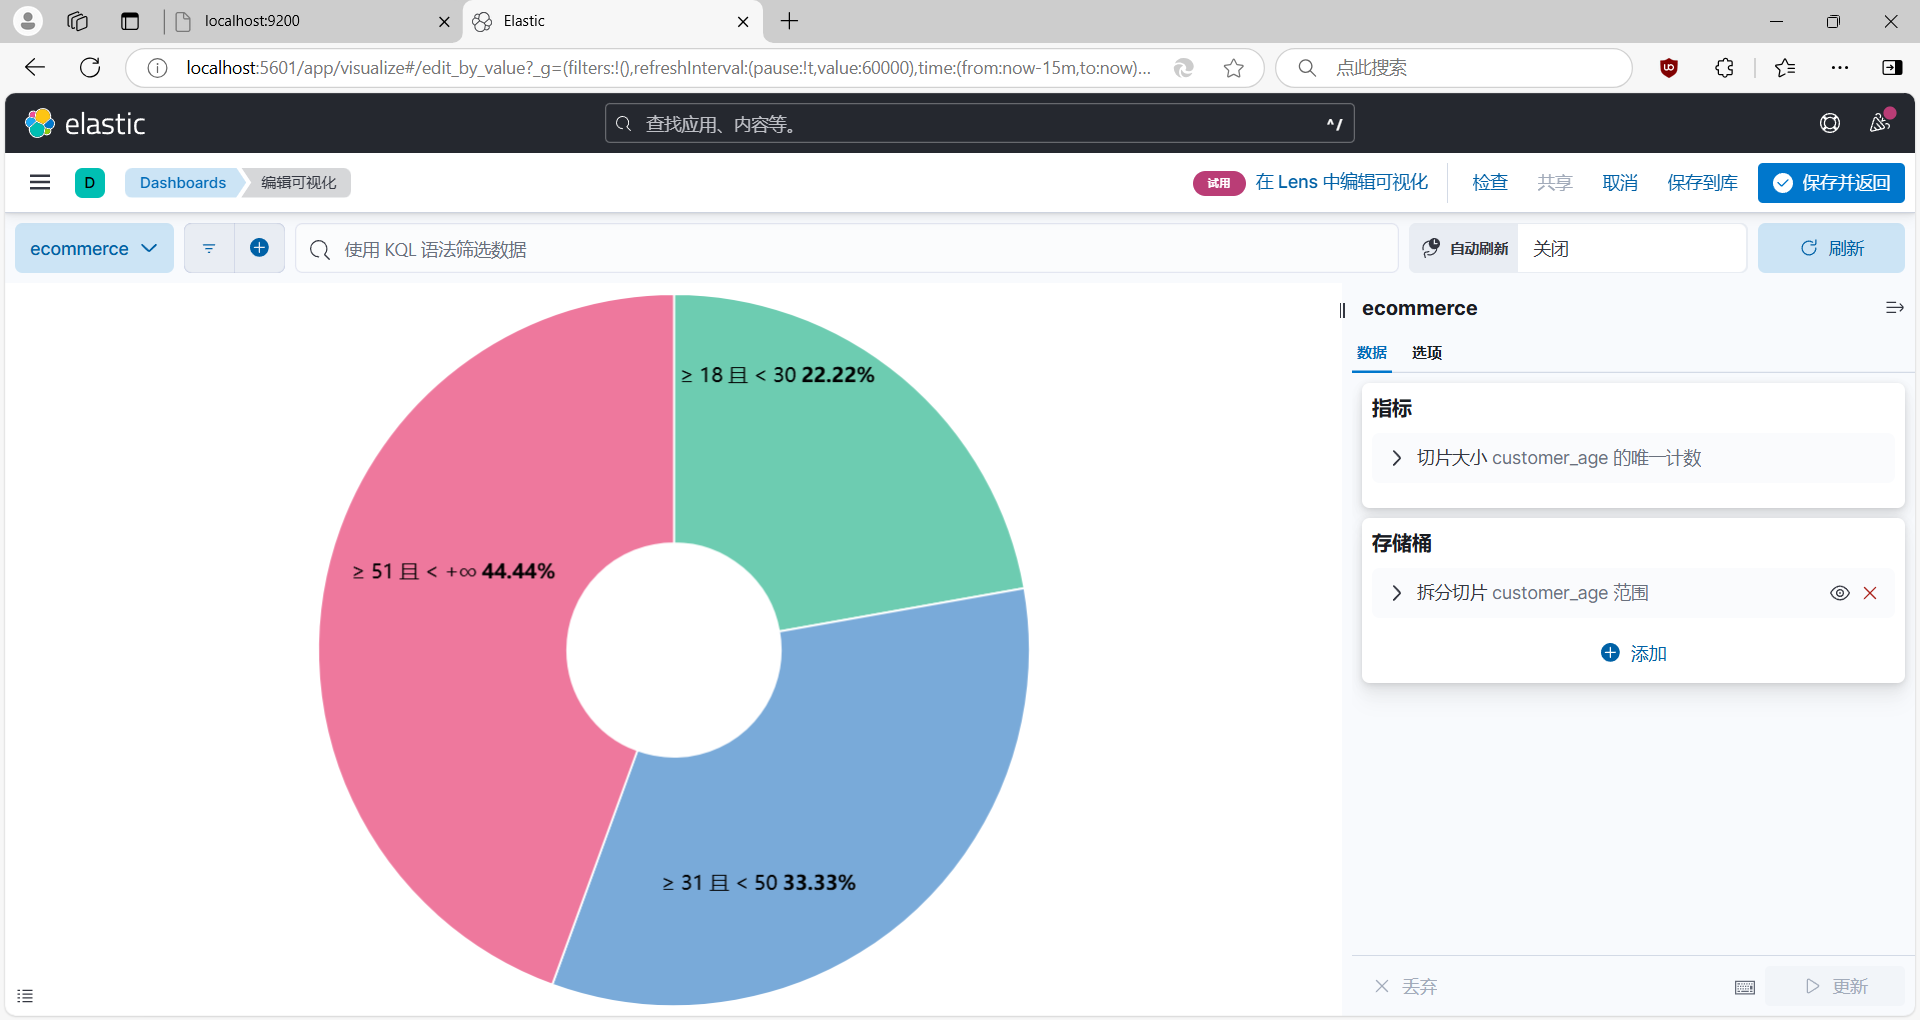 localhost:9200
Elastic
localhost:5601/app/visualize#/edit_by_value?_g=(filters:!(),refreshInterval:(pause:!t,value:60000),time:(from:now-15m,to:now)...
点此搜索
elastic
查找应用、内容等。
^/
D
Dashboards
编辑可视化
试用
在 Lens 中编辑可视化
检查
共享
取消
保存到库
保存并返回
ecommerce
使用 KQL 语法筛选数据
自动刷新
关闭
刷新
≥ 18 且 < 30 22.22%
≥ 51 且 < +∞ 44.44%
≥ 31 且 < 50 33.33%
ecommerce
数据
选项
指标
切片大小 customer_age 的唯一计数
存储桶
拆分切片 customer_age 范围
添加
丢弃
更新